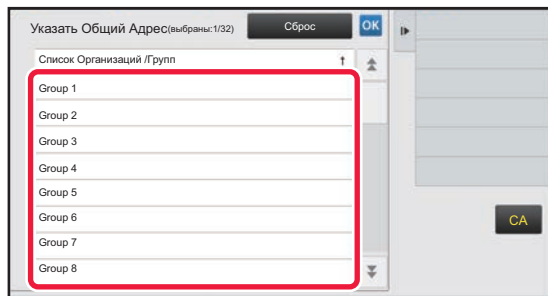 Указать Общий Адрес(выбраны:1/32) Сброс OK
Список Организаций /Групп
Group 1
Group 2
Group 3
Group 4
Group 5
Group 6
CA
Group 7
Group 8